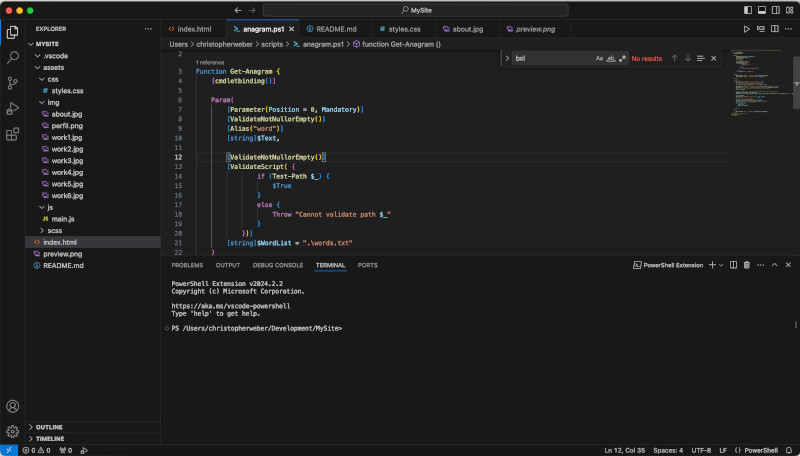 MySite
EXPLORER
MYSITE
.vscode
assets
css
styles.css
img
about.jpg
perfil.png
work1.jpg
work2.jpg
work3.jpg
work4.jpg
work5.jpg
work6.jpg
js
main.js
scss
index.html
preview.png
README.md
OUTLINE
TIMELINE
index.html anagram.ps1 README.md styles.css about.jpg preview.png
Users > christopherweber > scripts > anagram.ps1 > function Get-Anagram ()
bxl Aa ab No results
2
1 reference
3 Function Get-Anagram {
4 [cmdletbinding()]
5
6 Param(
7 [Parameter(Position = 0, Mandatory)]
8 [ValidateNotNullorEmpty()]
9 [Alias("word")]
10 [string]$Text,
11
12 [ValidateNotNullorEmpty()]
13 [ValidateScript( {
14 if (Test-Path $_) {
15 $True
16 }
17 else {
18 Throw "Cannot validate path $_"
19 }
20 })]
21 [string]$WordList = ".\words.txt"
22 )
PROBLEMS OUTPUT DEBUG CONSOLE TERMINAL PORTS PowerShell Extension
PowerShell Extension v2024.2.2
Copyright (c) Microsoft Corporation.
https://aka.ms/vscode-powershell
Type 'help' to get help.
PS /Users/christopherweber/Development/MySite>
0 0 0 Ln 12, Col 35 Spaces: 4 UTF-8 LF {} PowerShell